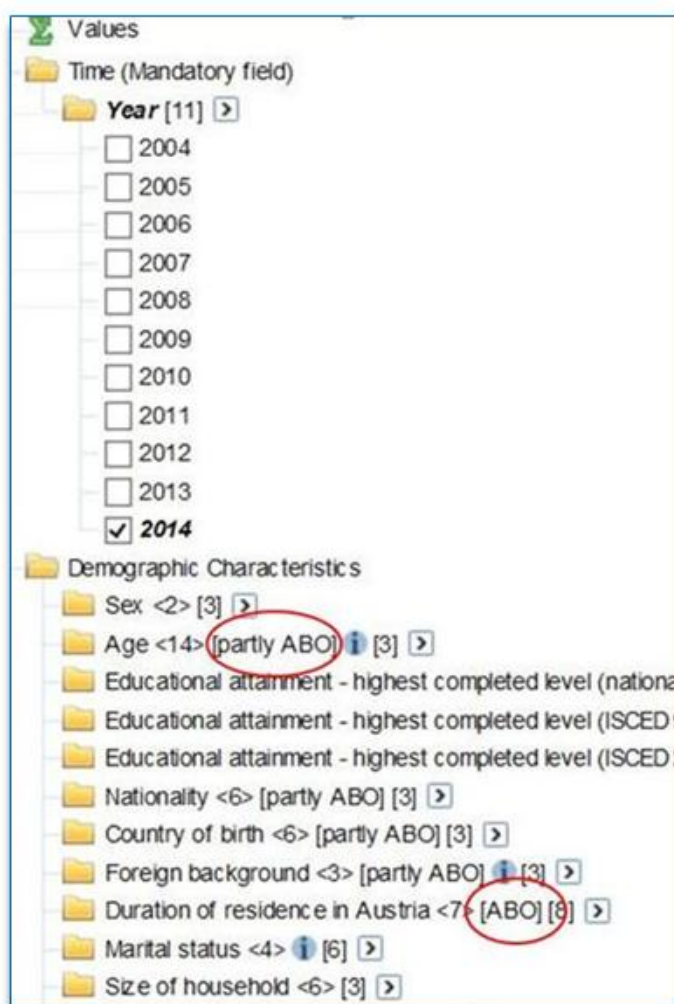 Values
Time (Mandatory field)
Year [11]
2004
2005
2006
2007
2008
2009
2010
2011
2012
2013
2014
Demographic Characteristics
Sex <2> [3]
Age <14> [partly ABO] i [3]
Educational attainment - highest completed level (nationa
Educational attainment - highest completed level (ISCED
Educational attainment - highest completed level (ISCED
Nationality <6> [partly ABO] [3]
Country of birth <6> [partly ABO] [3]
Foreign background <3> [partly ABO] i [3]
Duration of residence in Austria <7> [ABO] [8]
Marital status <4> i [6]
Size of household <6> [3]